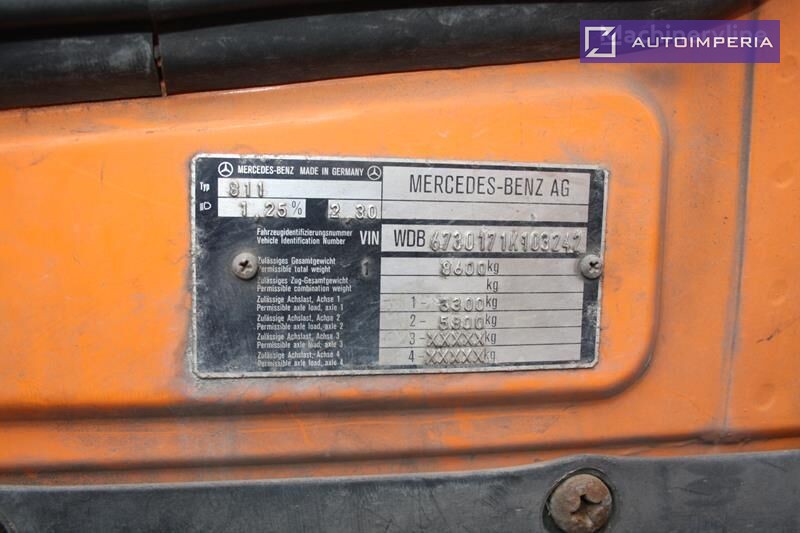 Machineryline
AUTOIMPERIA
MERCEDES-BENZ MADE IN GERMANY
MERCEDES-BENZ AG
Typ 811
1.25% 2.30
Fahrzeugidentifizierungsnummer
Vehicle Identification Number VIN WDB 6730171K103242
Zulässiges Gesamtgewicht
Permissible total weight 1 8600kg
Zulässiges Zug-Gesamtgewicht
Permissible combination weight kg
Zulässige Achslast, Achse 1
Permissible axle load, axle 1 1- 3300kg
Zulässige Achslast, Achse 2
Permissible axle load, axle 2 2- 5800kg
Zulässige Achslast, Achse 3
Permissible axle load, axle 3 3- XXXXXkg
Zulässige Achslast, Achse 4
Permissible axle load, axle 4 4- XXXXXkg